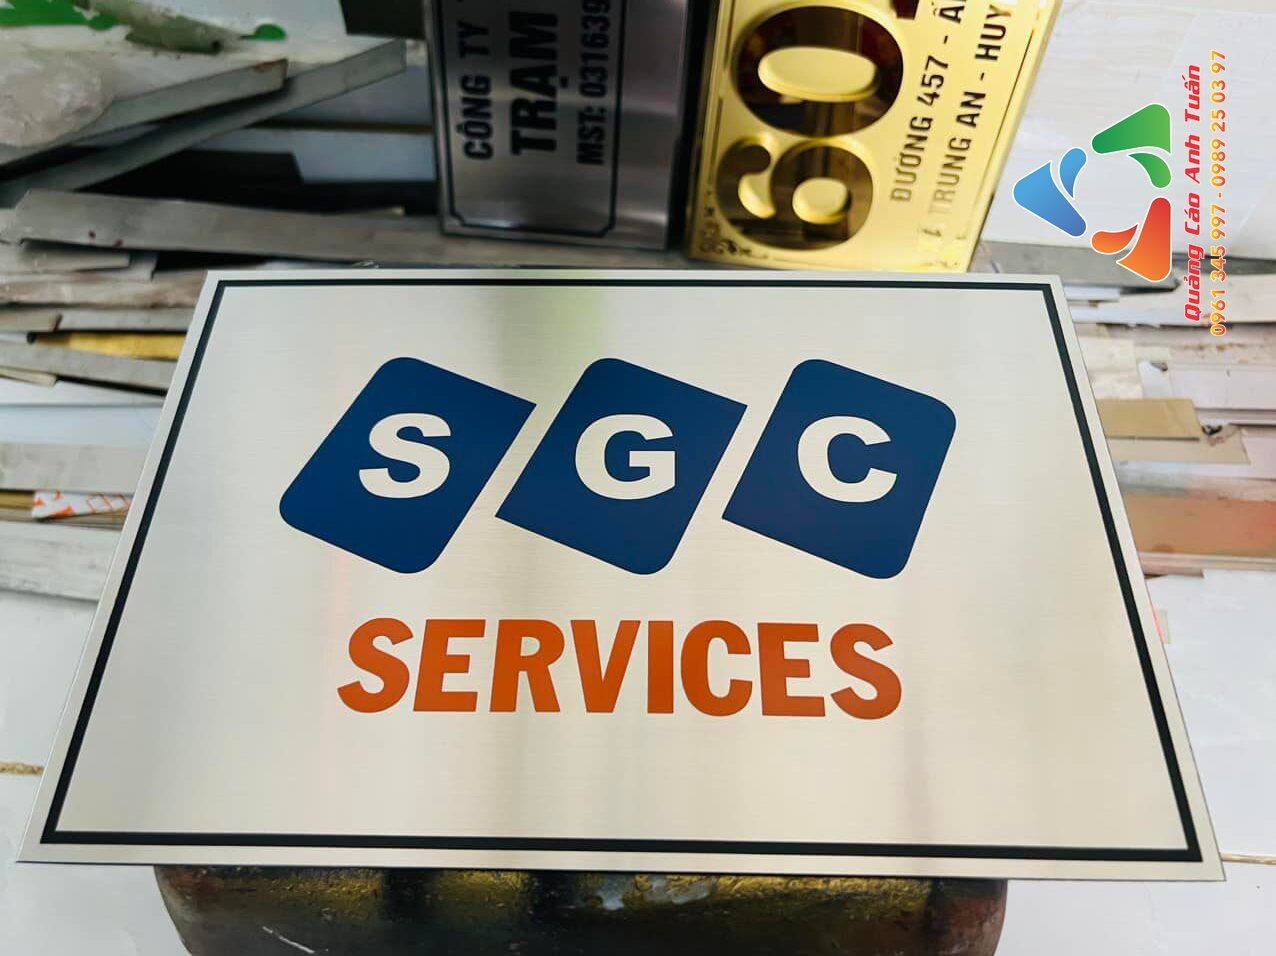 SGC
SERVICES
CÔNG TY
TRẠM
MST: 0316639
60
ĐƯỜNG 457 - Ấ
TRUNG AN - HUY
Quảng Cáo Anh Tuấn
0961 345 997 - 0989 25 03 97